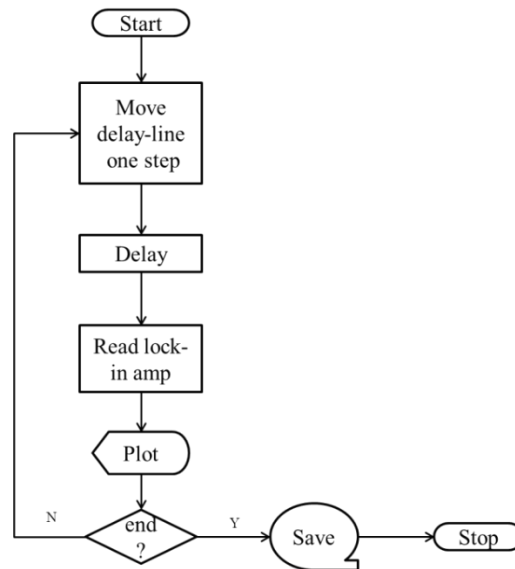 Start
Move
delay-line
one step
Delay
Read lock-
in amp
Plot
end
?
N
Y
Save
Stop